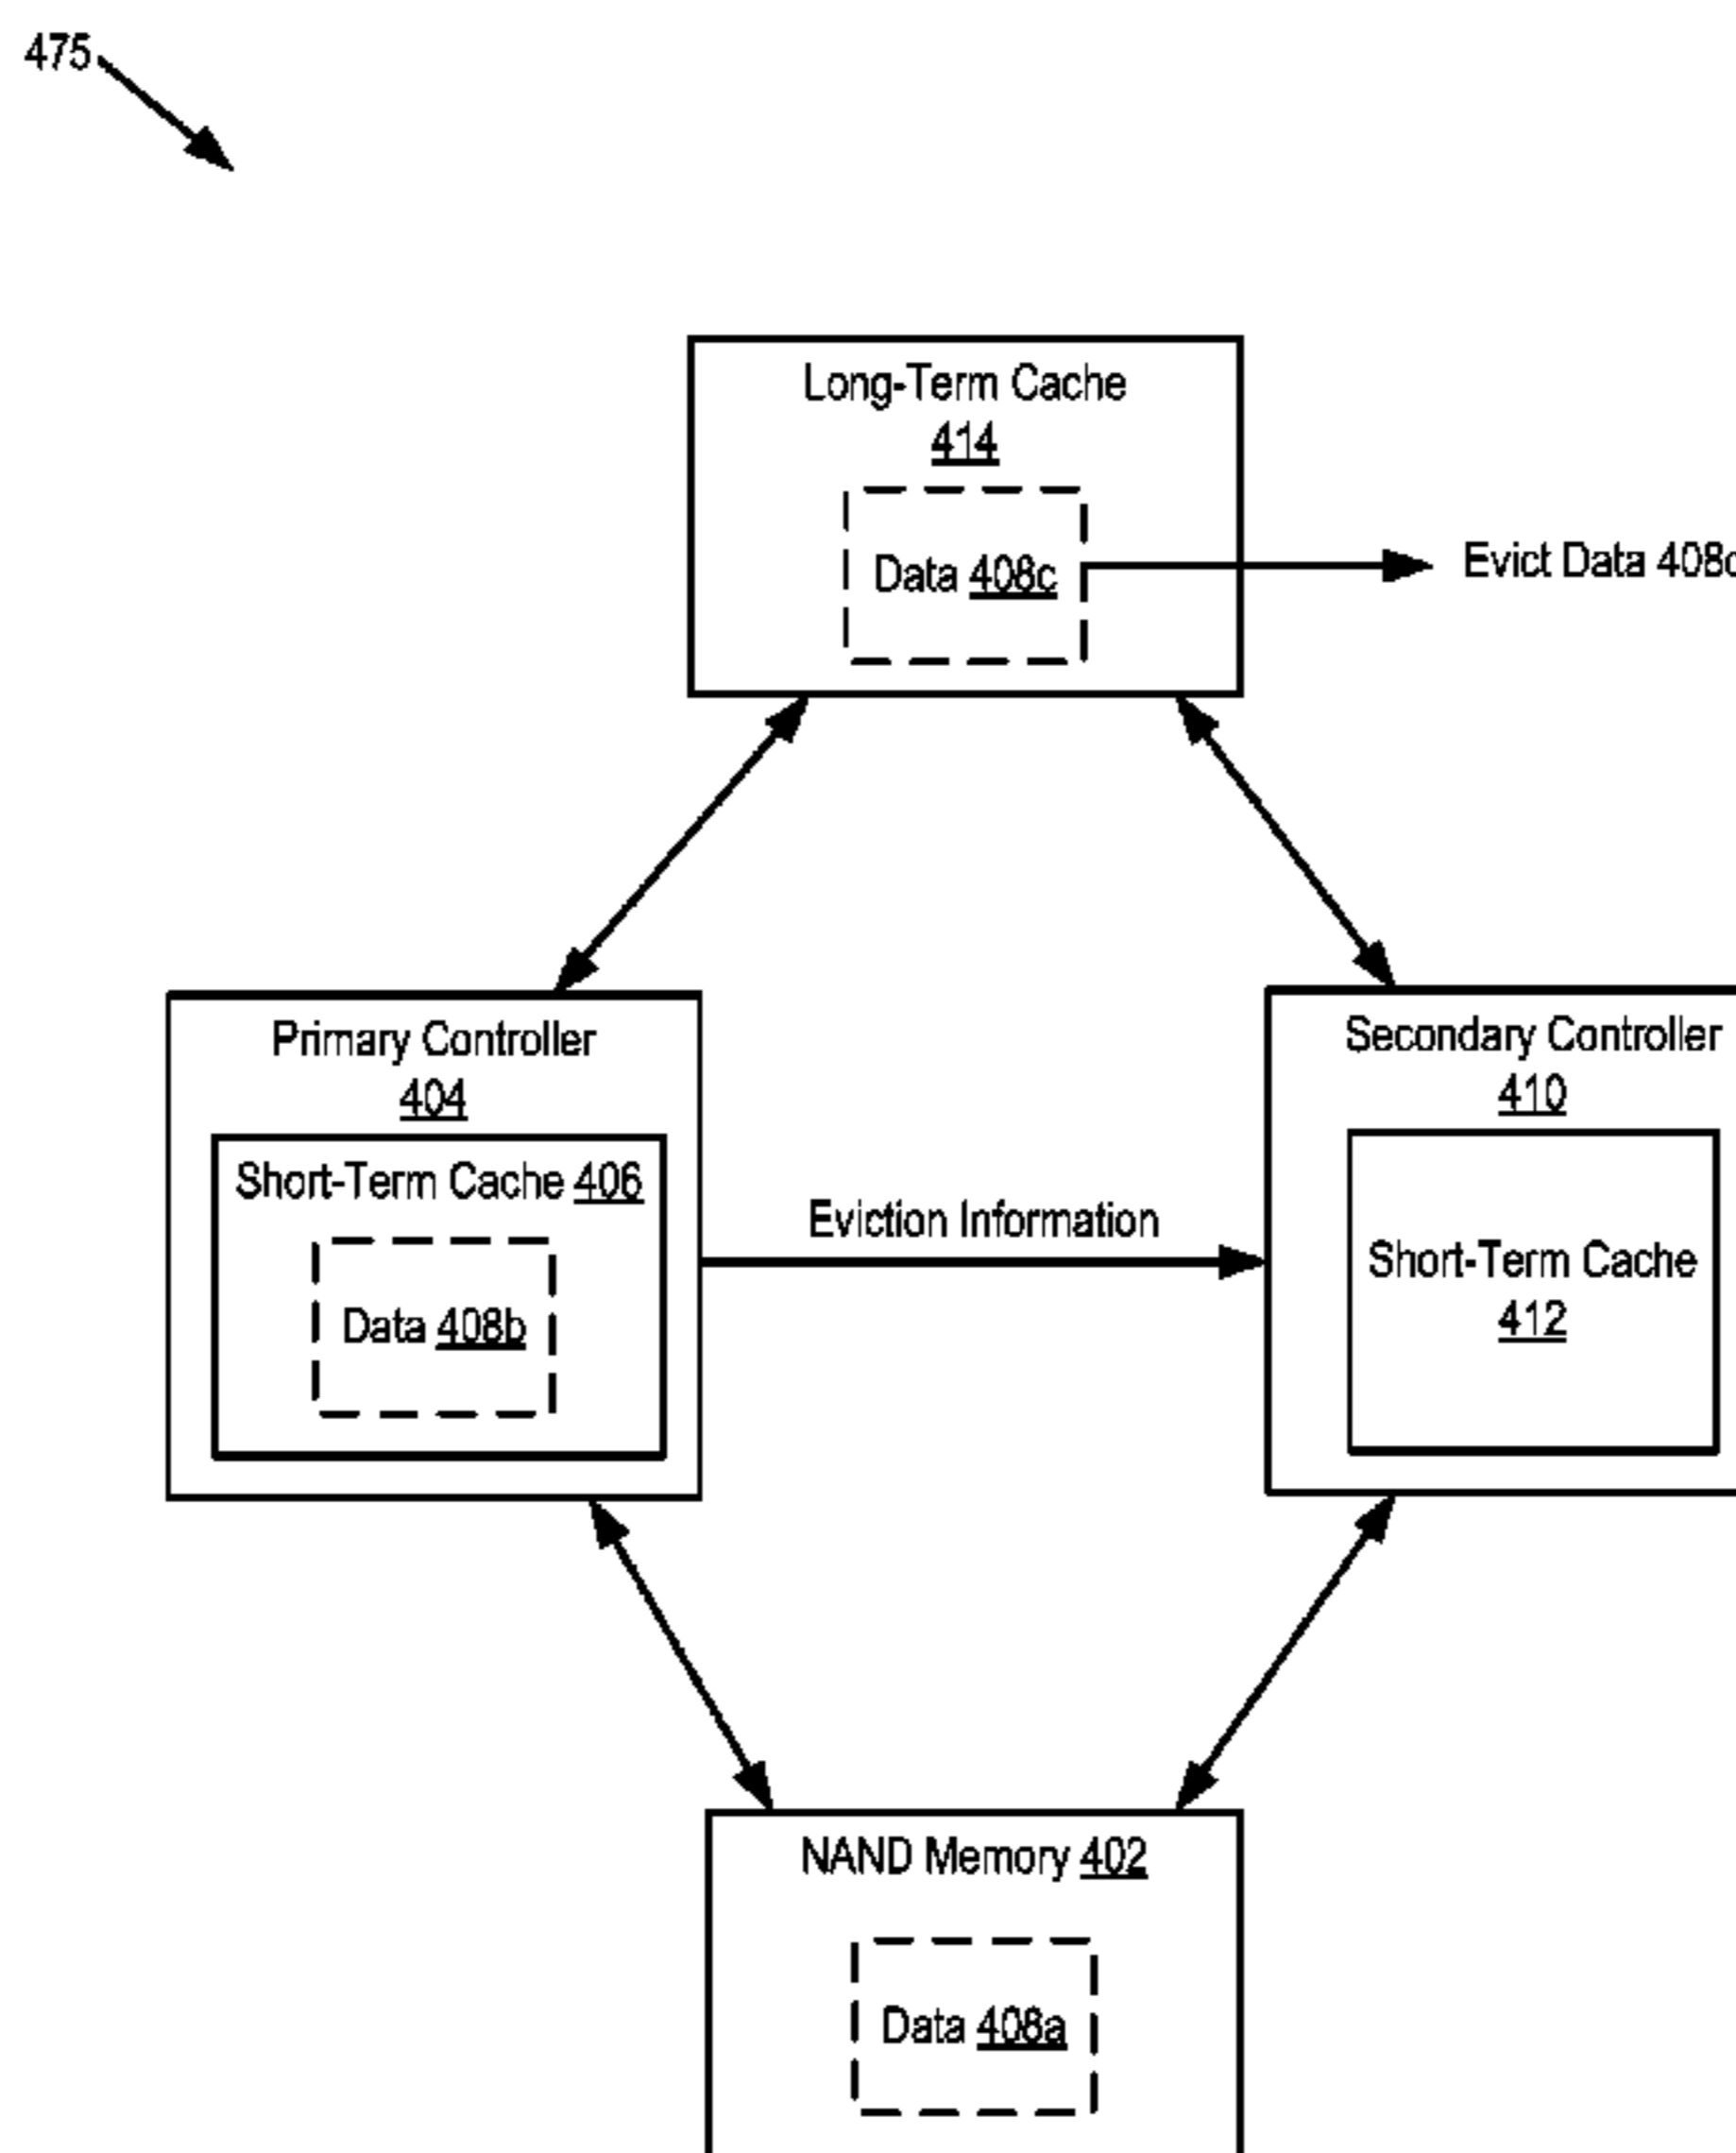 475
Long-Term Cache
414
Data 408c
Evict Data 408c
Primary Controller
404
Short-Term Cache 406
Data 408b
Eviction Information
Secondary Controller
410
Short-Term Cache
412
NAND Memory 402
Data 408a